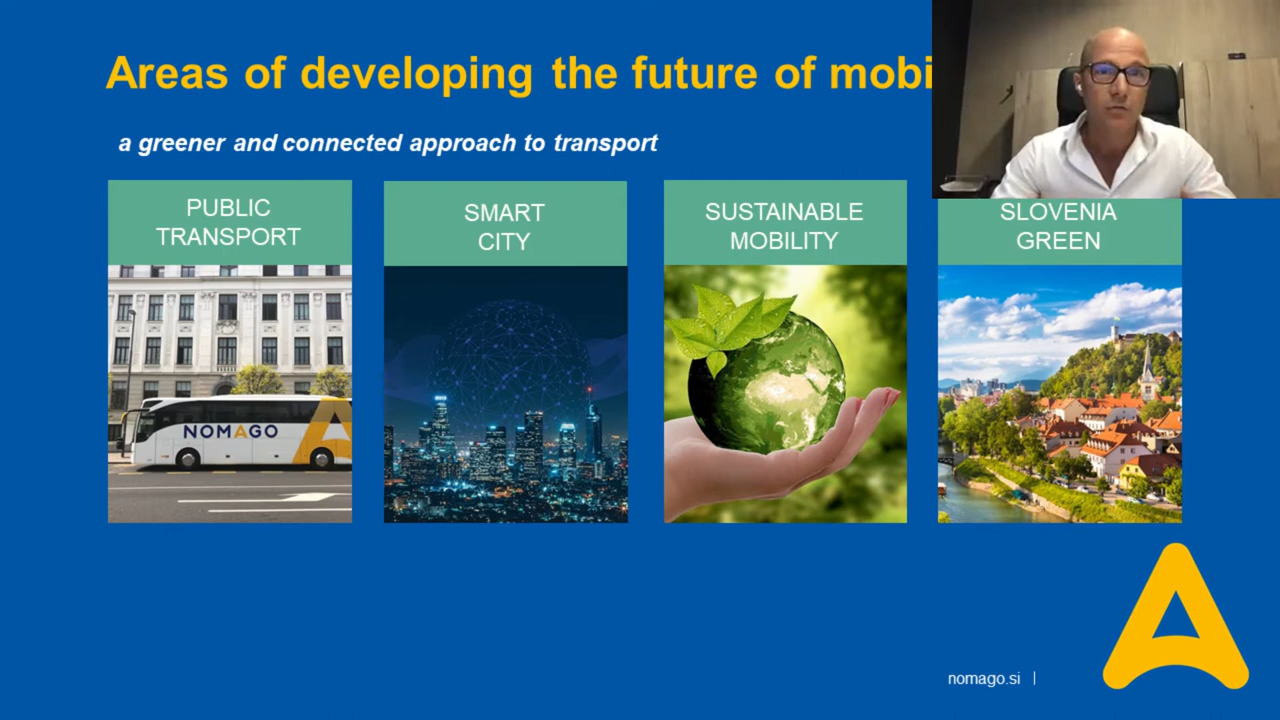 Areas of developing the future of mobi
a greener and connected approach to transport
PUBLIC
TRANSPORT
SMART
CITY
SUSTAINABLE
MOBILITY
SLOVENIA
GREEN
NOMAGO
nomago.si |